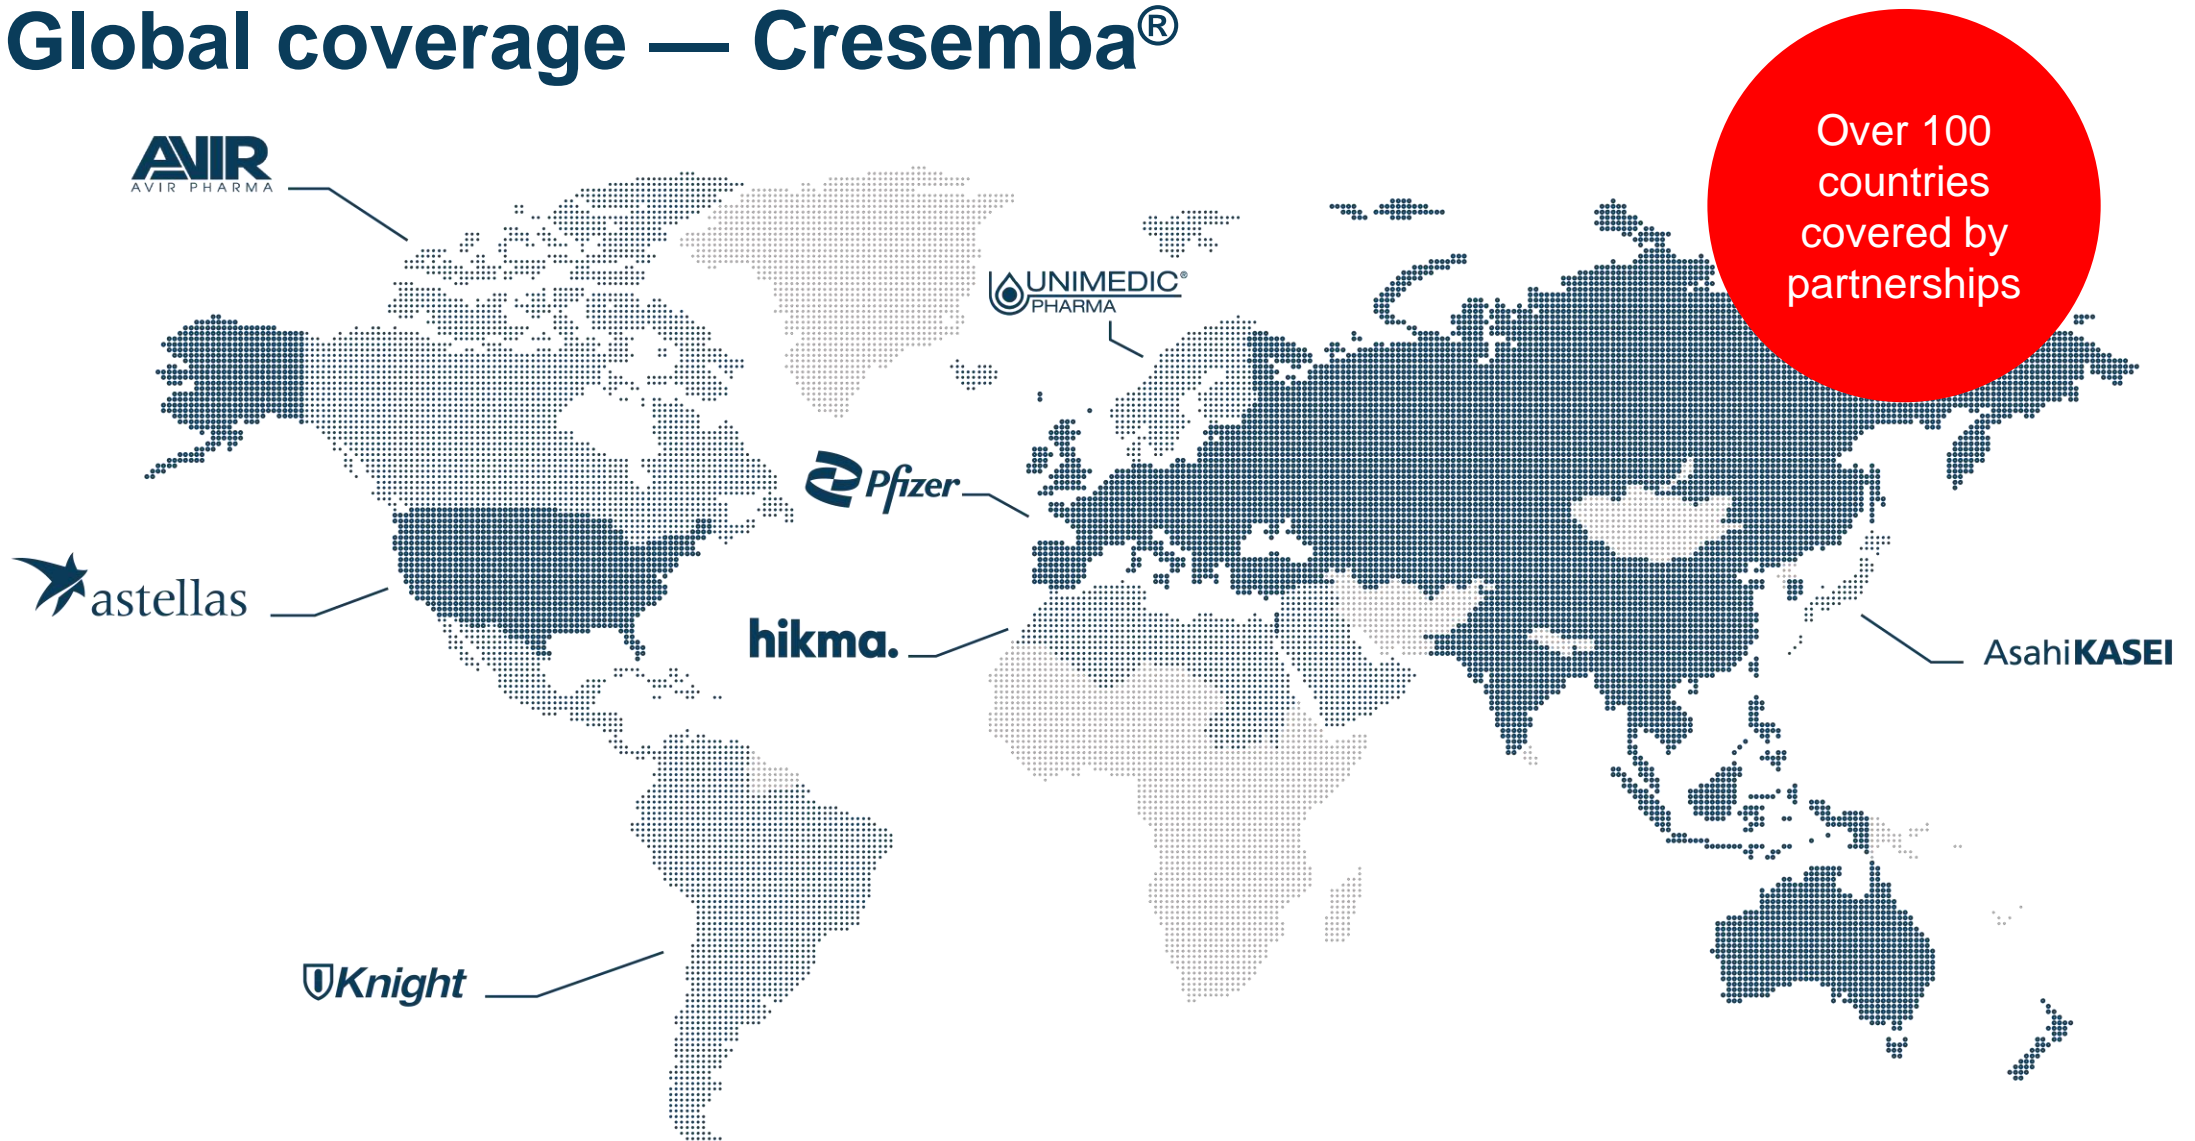 Global coverage — Cresemba®
Over 100
countries
covered by
partnerships
AVIR
AVIR PHARMA
UNIMEDIC®
PHARMA
Pfizer
astellas
hikma.
AsahiKASEI
Knight